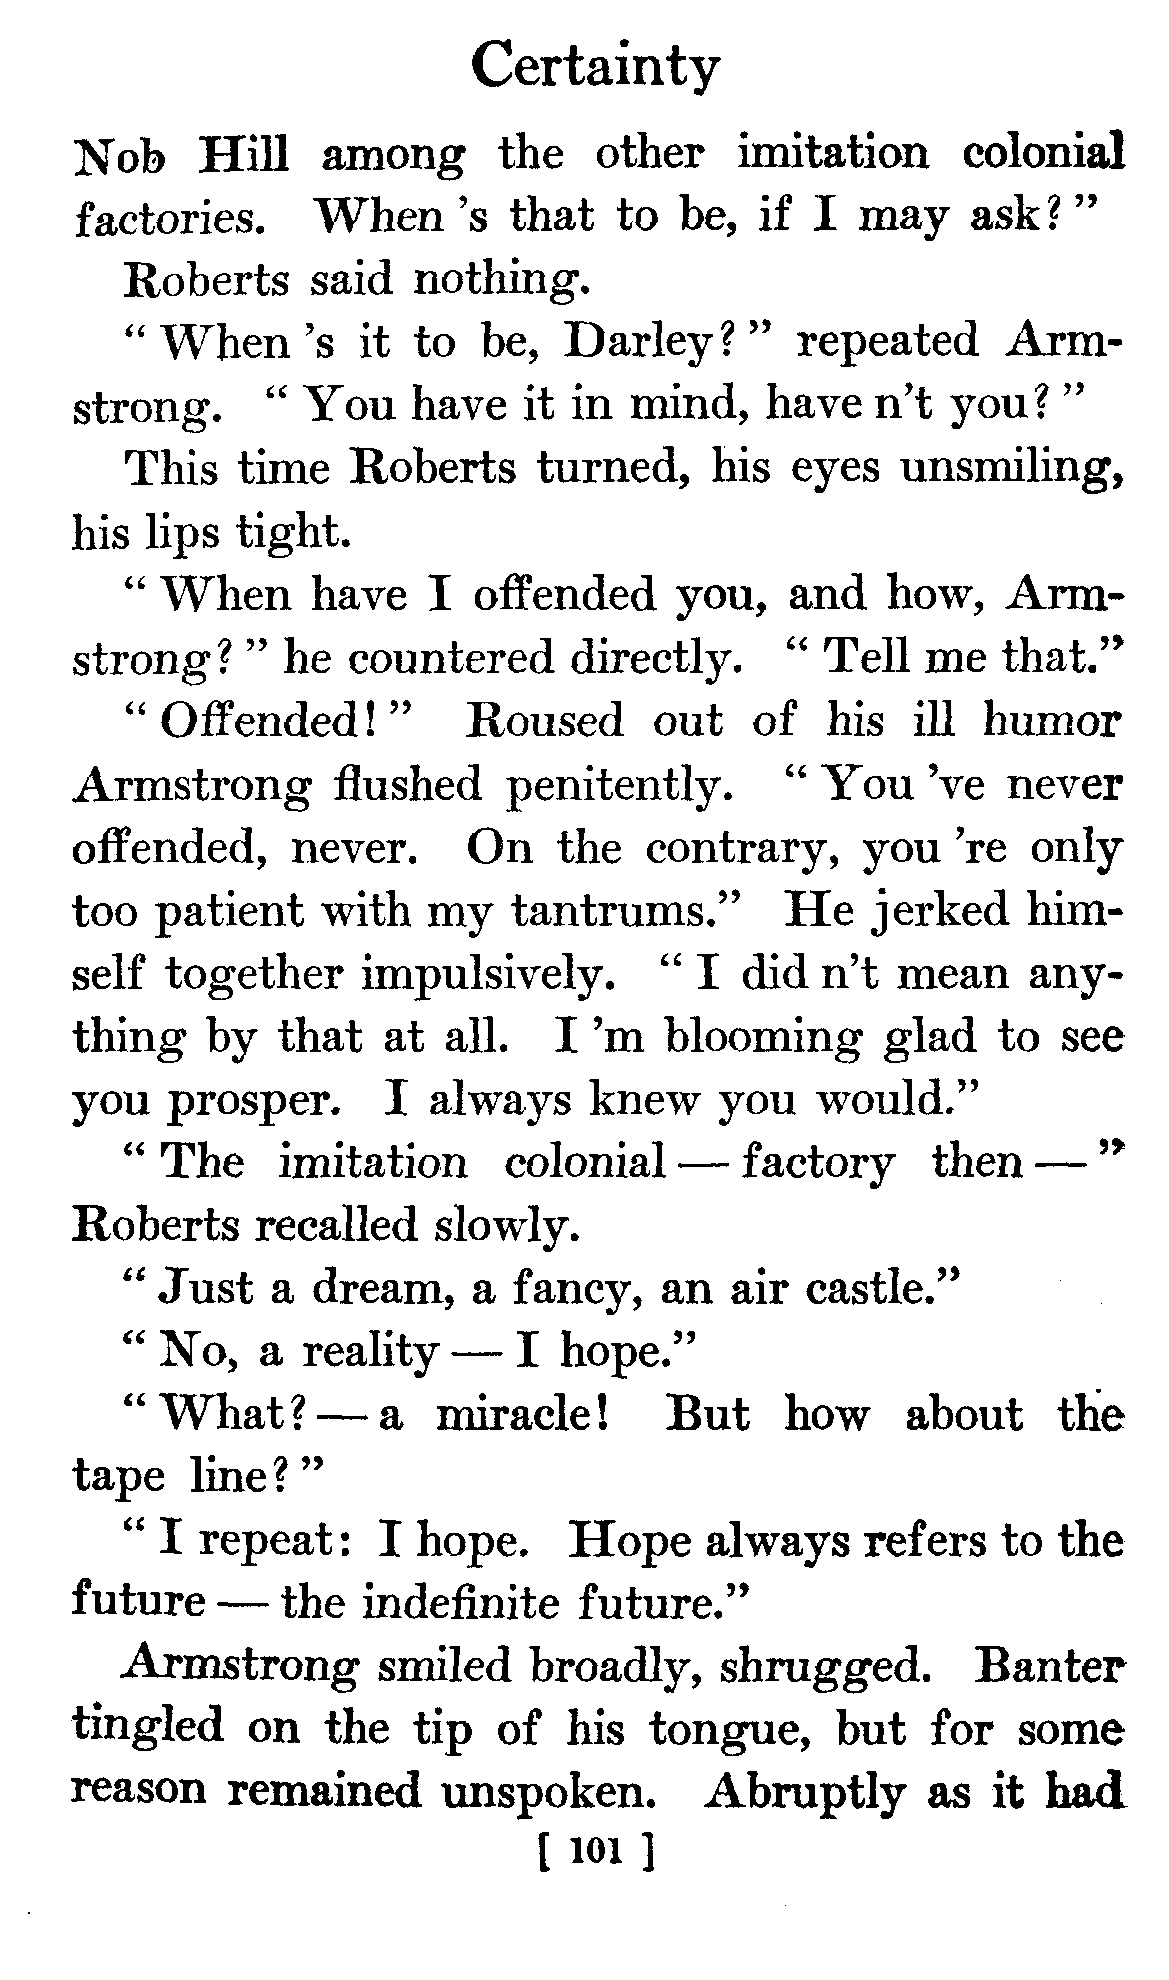 Certainty
Nob Hill among the other imitation colonial
factories. When 's that to be, if I may ask? "
Roberts said nothing.
" When 's it to be, Darley? " repeated Arm-
strong. " You have it in mind, have n't you? "
This time Roberts turned, his eyes unsmiling,
his lips tight.
" When have I offended you, and how, Arm-
strong? " he countered directly. " Tell me that."
" Offended! " Roused out of his ill humor
Armstrong flushed penitently. " You 've never
offended, never. On the contrary, you 're only
too patient with my tantrums." He jerked him-
self together impulsively. " I did n't mean any-
thing by that at all. I 'm blooming glad to see
you prosper. I always knew you would."
" The imitation colonial — factory then — "
Roberts recalled slowly.
" Just a dream, a fancy, an air castle."
" No, a reality — I hope."
" What? — a miracle! But how about the
tape line? "
" I repeat: I hope. Hope always refers to the
future — the indefinite future."
Armstrong smiled broadly, shrugged. Banter
tingled on the tip of his tongue, but for some
reason remained unspoken. Abruptly as it had
[ 101 ]